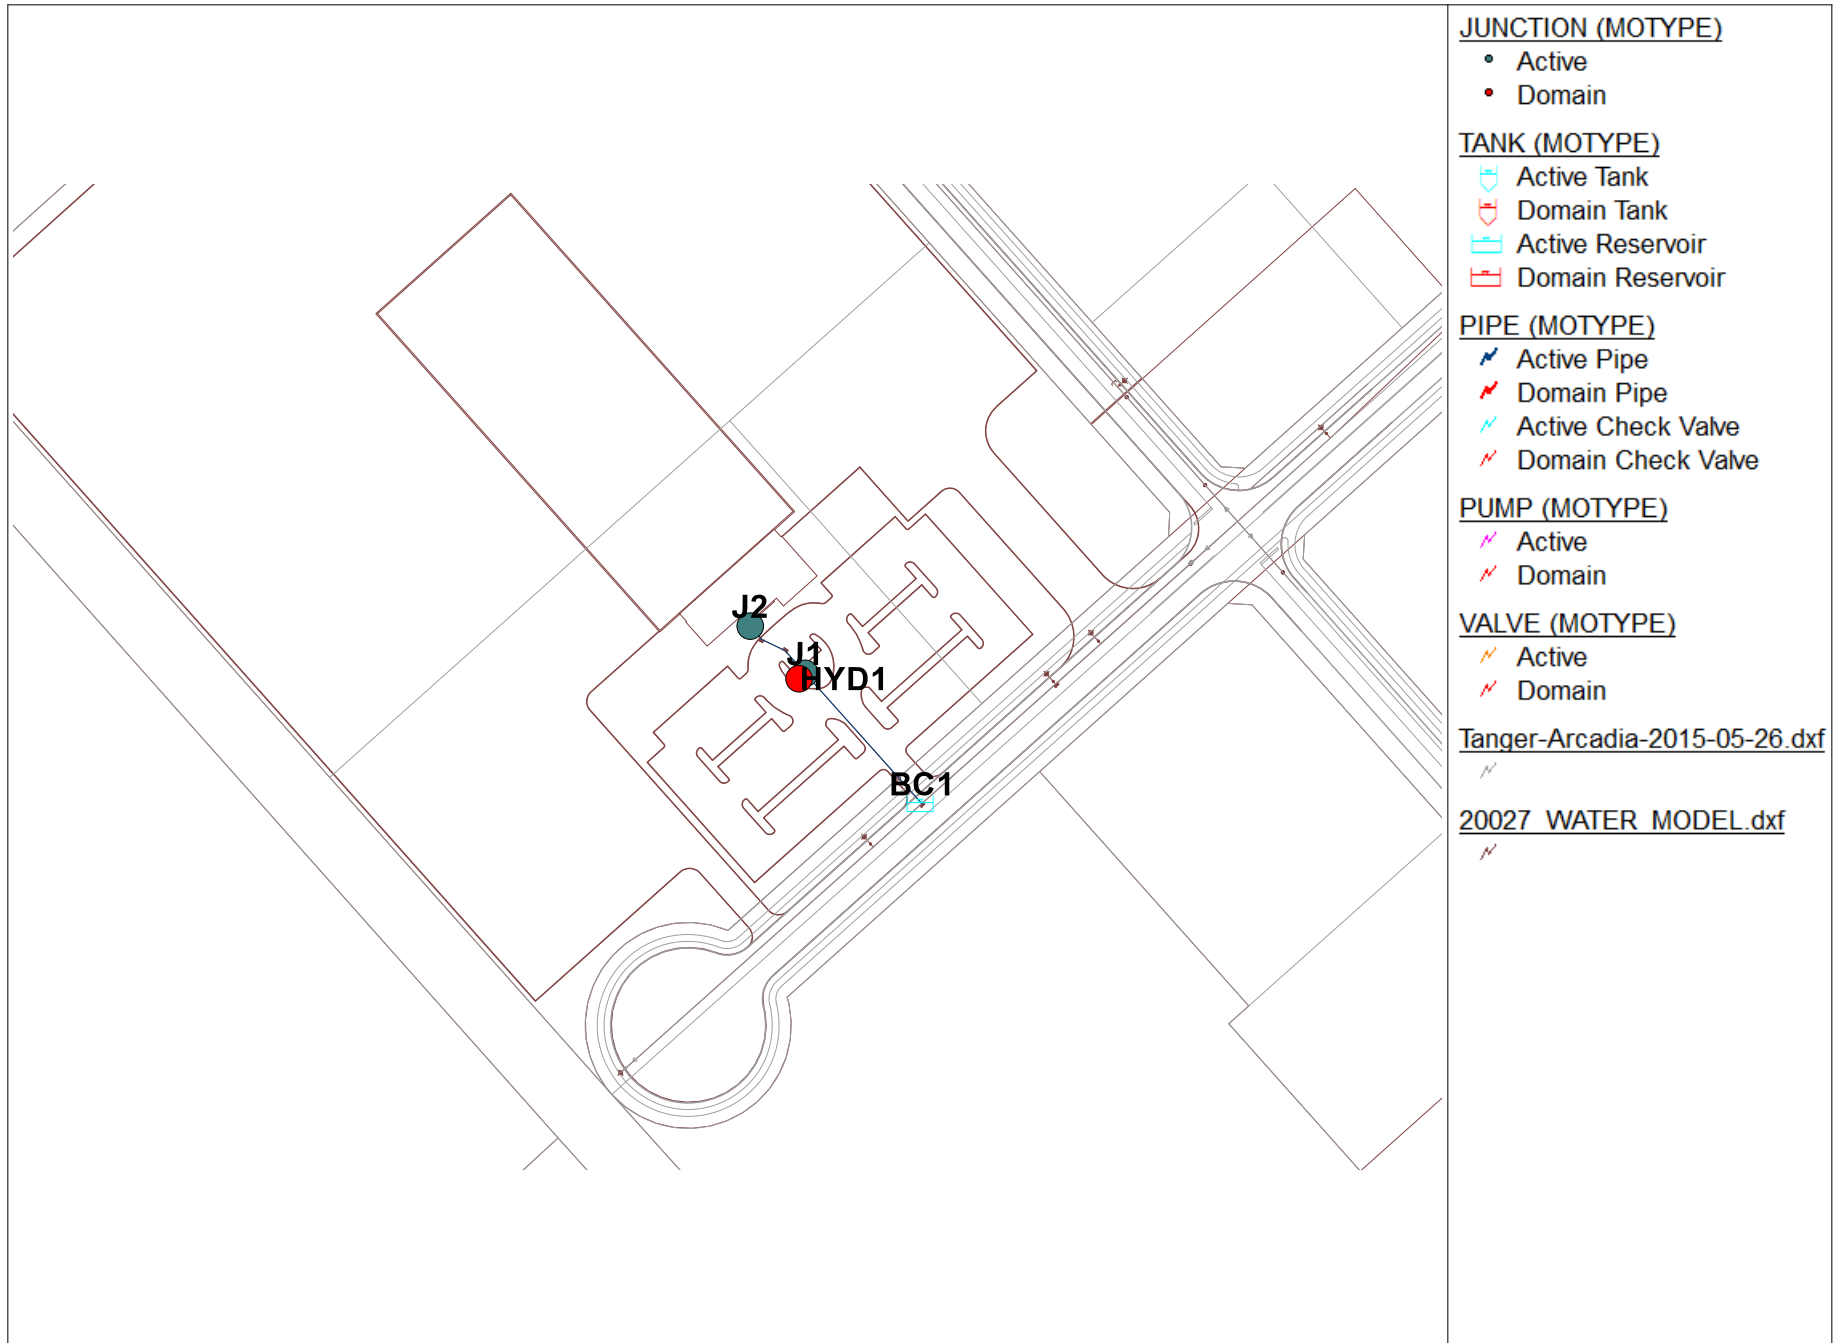 J2
J1
HYD1
BC1
JUNCTION (MOTYPE)
Active
Domain
TANK (MOTYPE)
Active Tank
Domain Tank
Active Reservoir
Domain Reservoir
PIPE (MOTYPE)
Active Pipe
Domain Pipe
Active Check Valve
Domain Check Valve
PUMP (MOTYPE)
Active
Domain
VALVE (MOTYPE)
Active
Domain
Tanger-Arcadia-2015-05-26.dxf
20027_WATER_MODEL.dxf